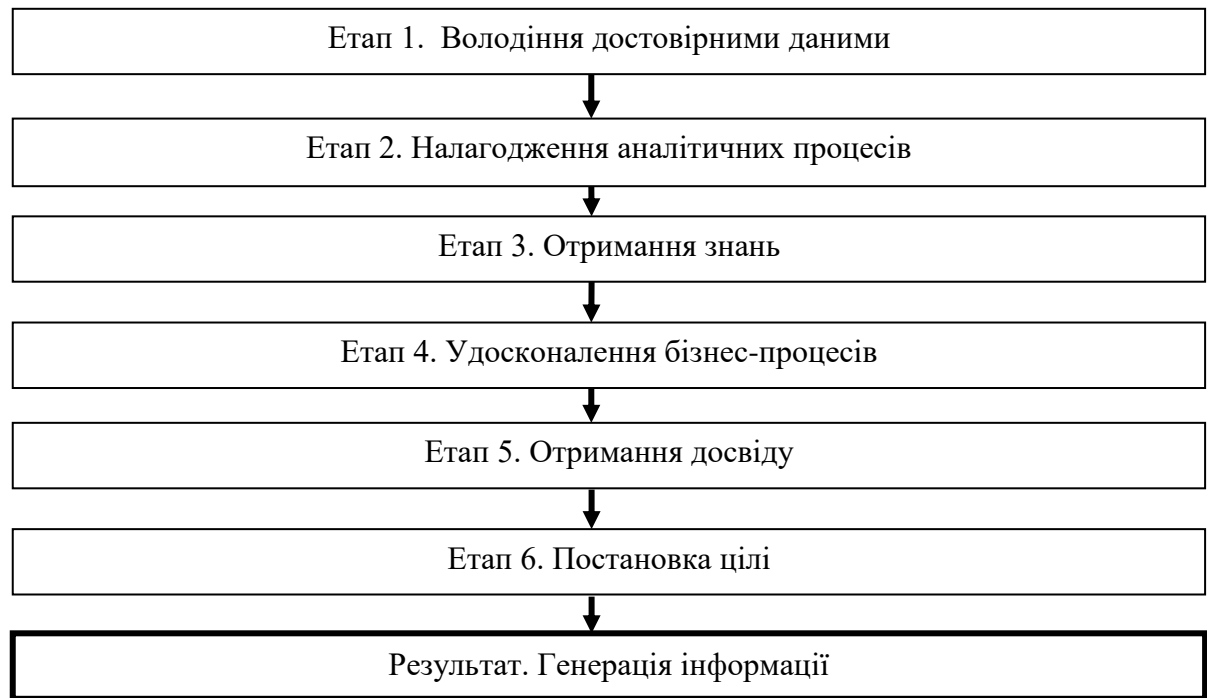 Етап 1. Володіння достовірними даними
Етап 2. Налагодження аналітичних процесів
Етап 3. Отримання знань
Етап 4. Удосконалення бізнес-процесів
Етап 5. Отримання досвіду
Етап 6. Постановка цілі
Результат. Генерація інформації